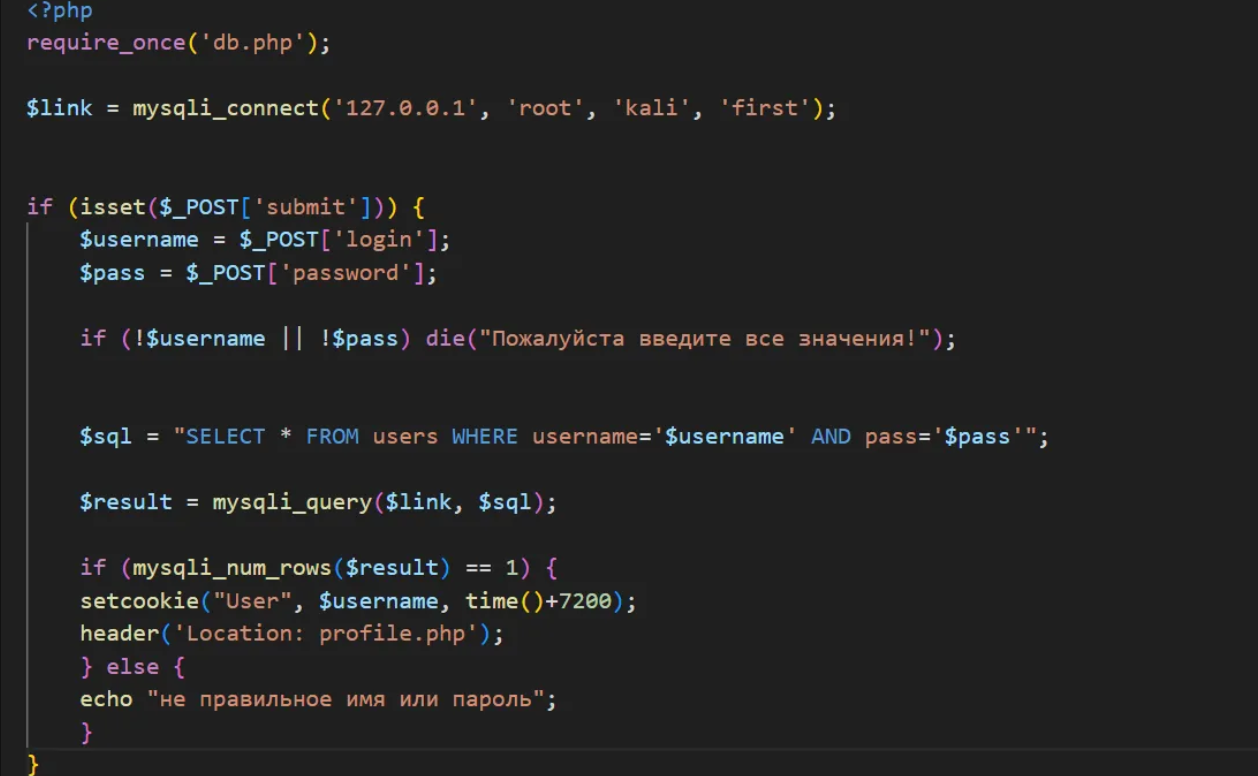 <?php
require_once('db.php');
$link = mysqli_connect('127.0.0.1', 'root', 'kali', 'first');
if (isset($_POST['submit'])) {
$username = $_POST['login'];
$pass = $_POST['password'];
if (!$username || !$pass) die("Пожалуйста введите все значения!");
$sql = "SELECT * FROM users WHERE username='$username' AND pass='$pass'";
$result = mysqli_query($link, $sql);
if (mysqli_num_rows($result) == 1) {
setcookie("User", $username, time()+7200);
header('Location: profile.php');
} else {
echo "не правильное имя или пароль";
}
}